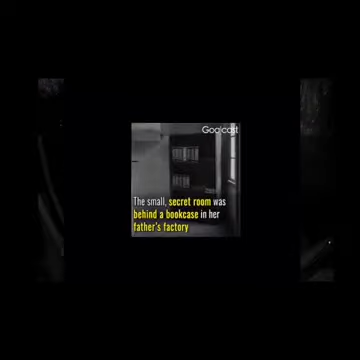 Goalcast
The small, secret room was
behind a bookcase in her
father's factory